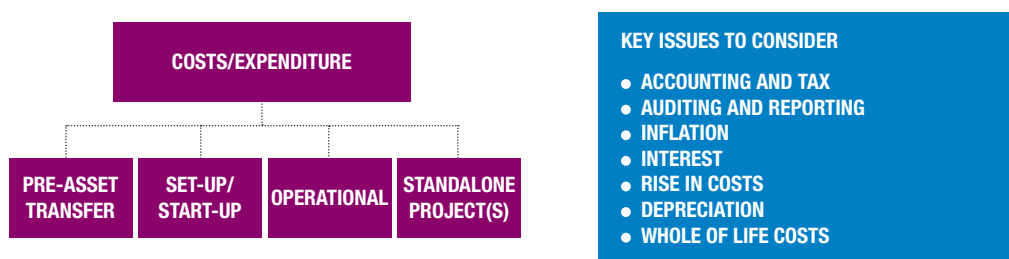 COSTS/EXPENDITURE
PRE-ASSET
TRANSFER
SET-UP/
START-UP
OPERATIONAL
STANDALONE
PROJECT(S)
KEY ISSUES TO CONSIDER
● ACCOUNTING AND TAX
● AUDITING AND REPORTING
● INFLATION
● INTEREST
● RISE IN COSTS
● DEPRECIATION
● WHOLE OF LIFE COSTS